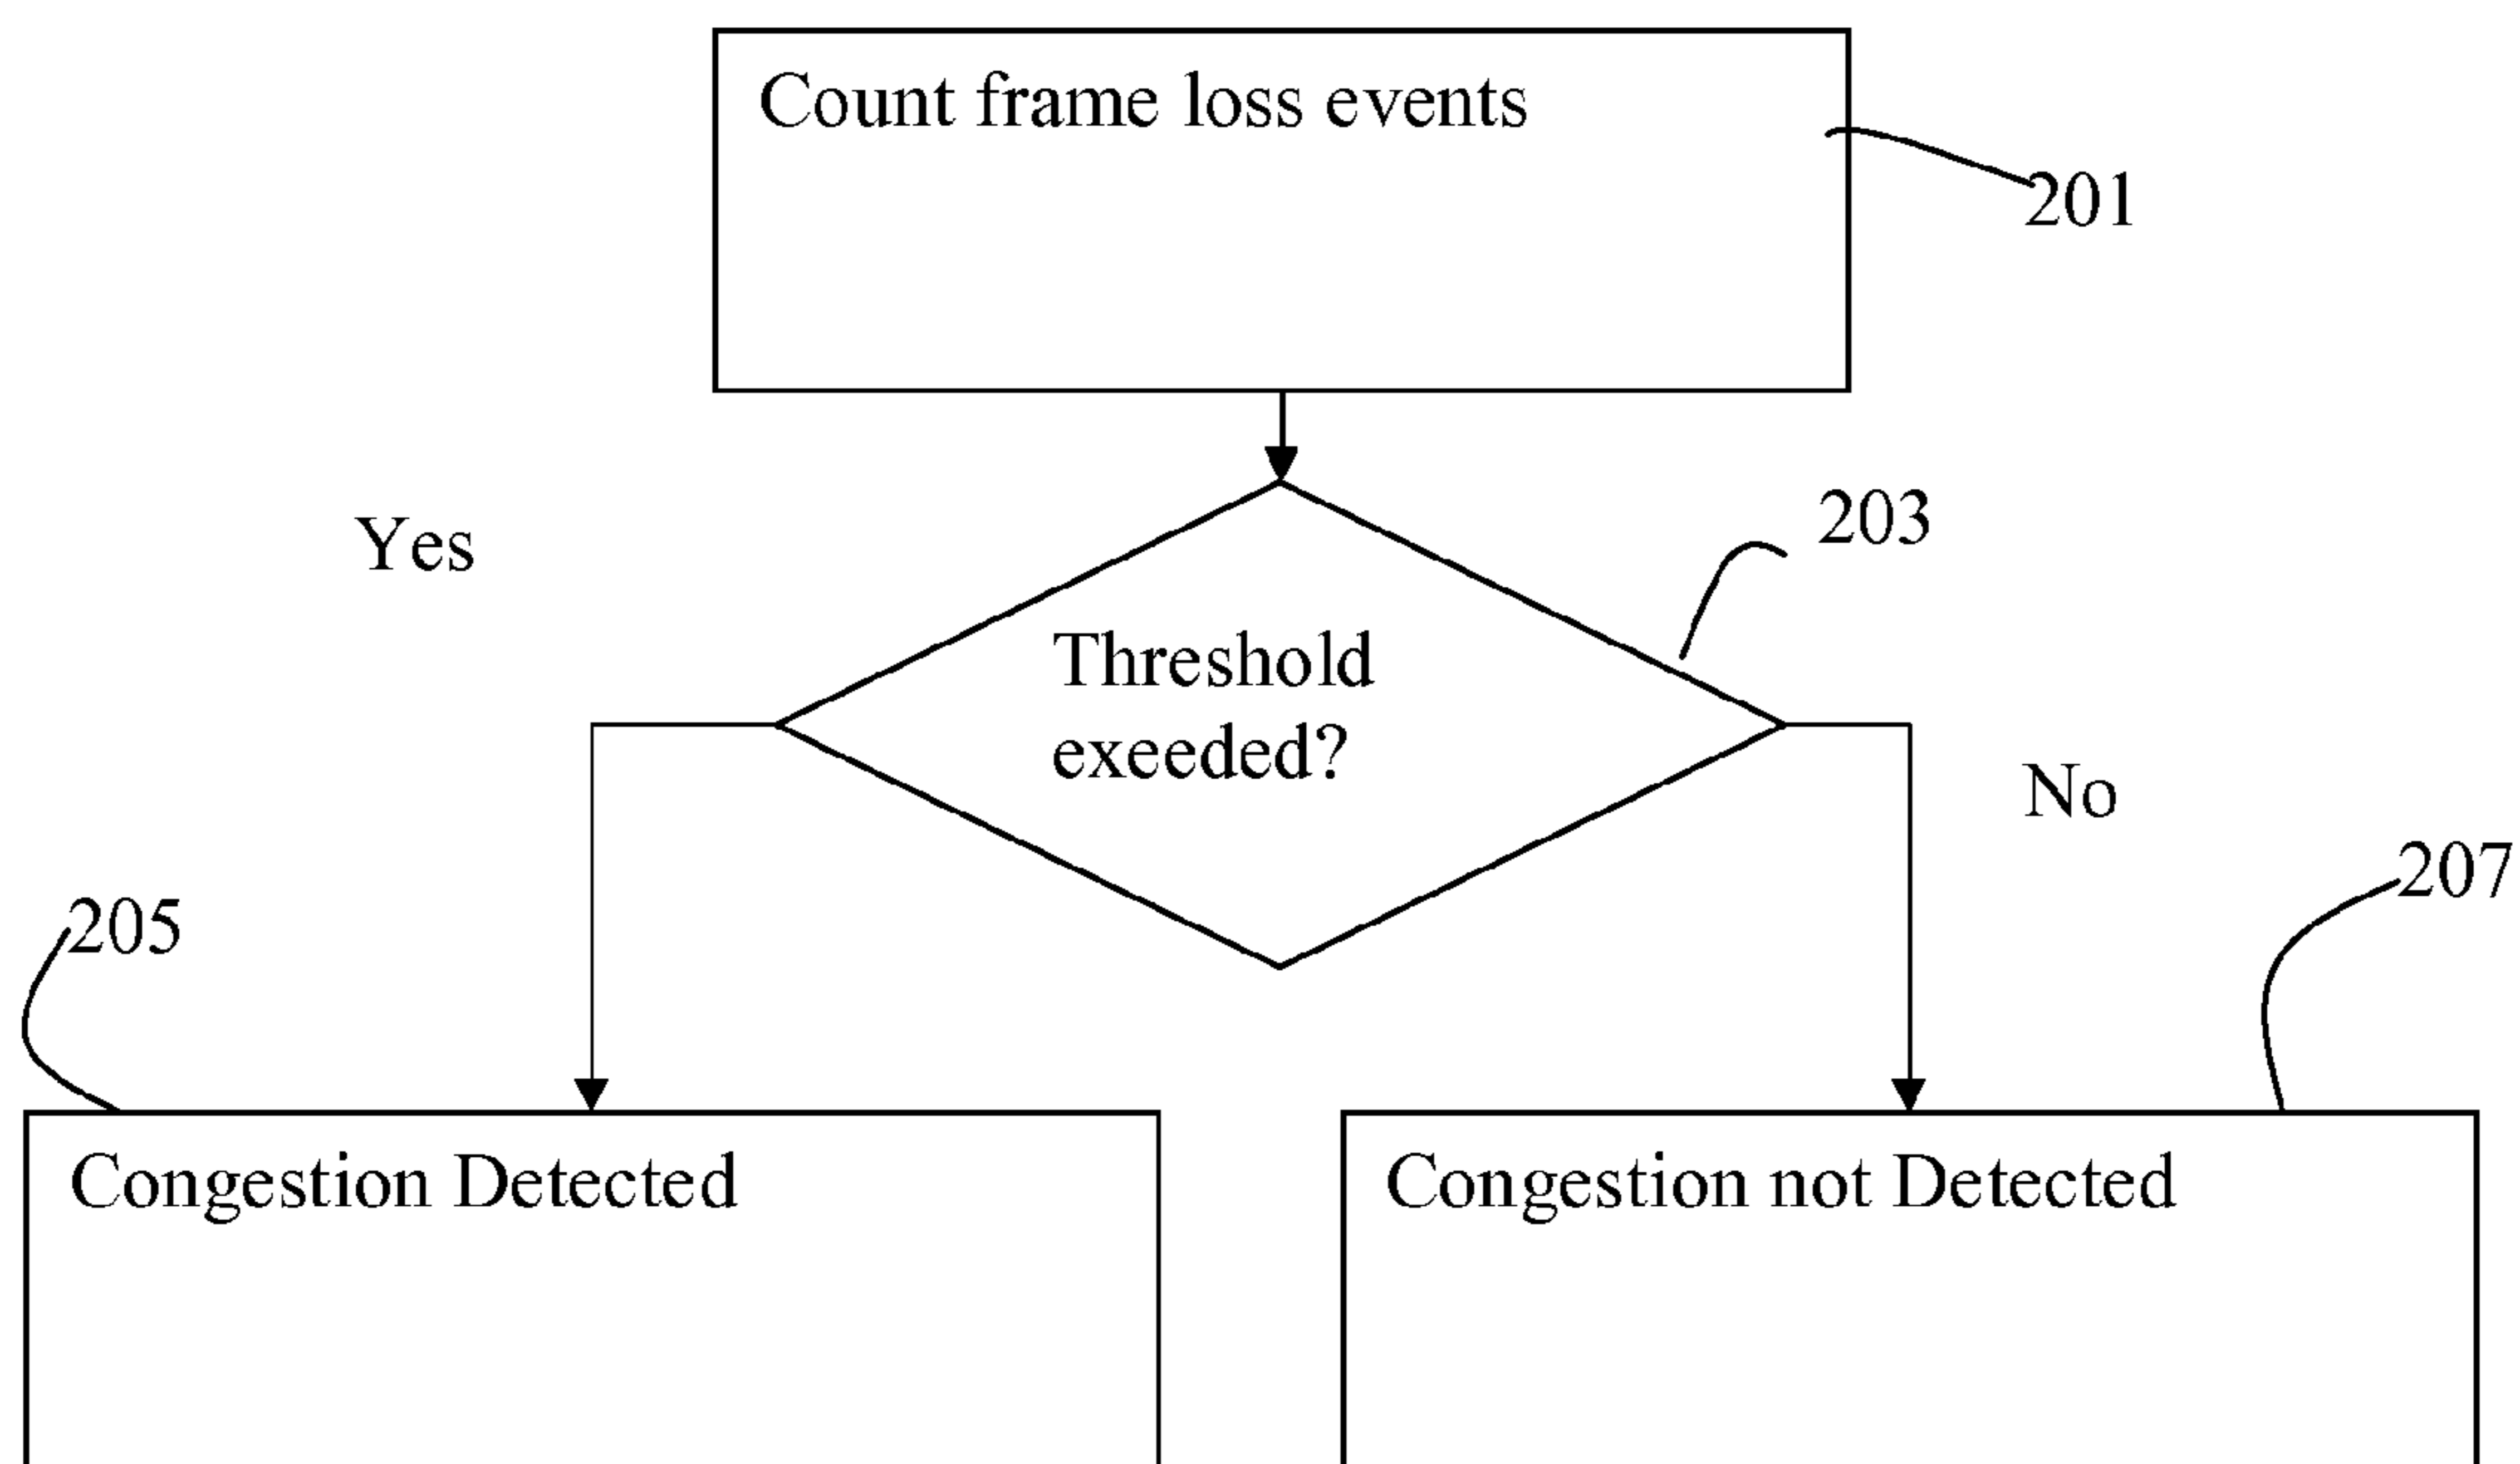 Count frame loss events
201
203
Yes
Threshold
exeeded?
No
207
205
Congestion Detected
Congestion not Detected